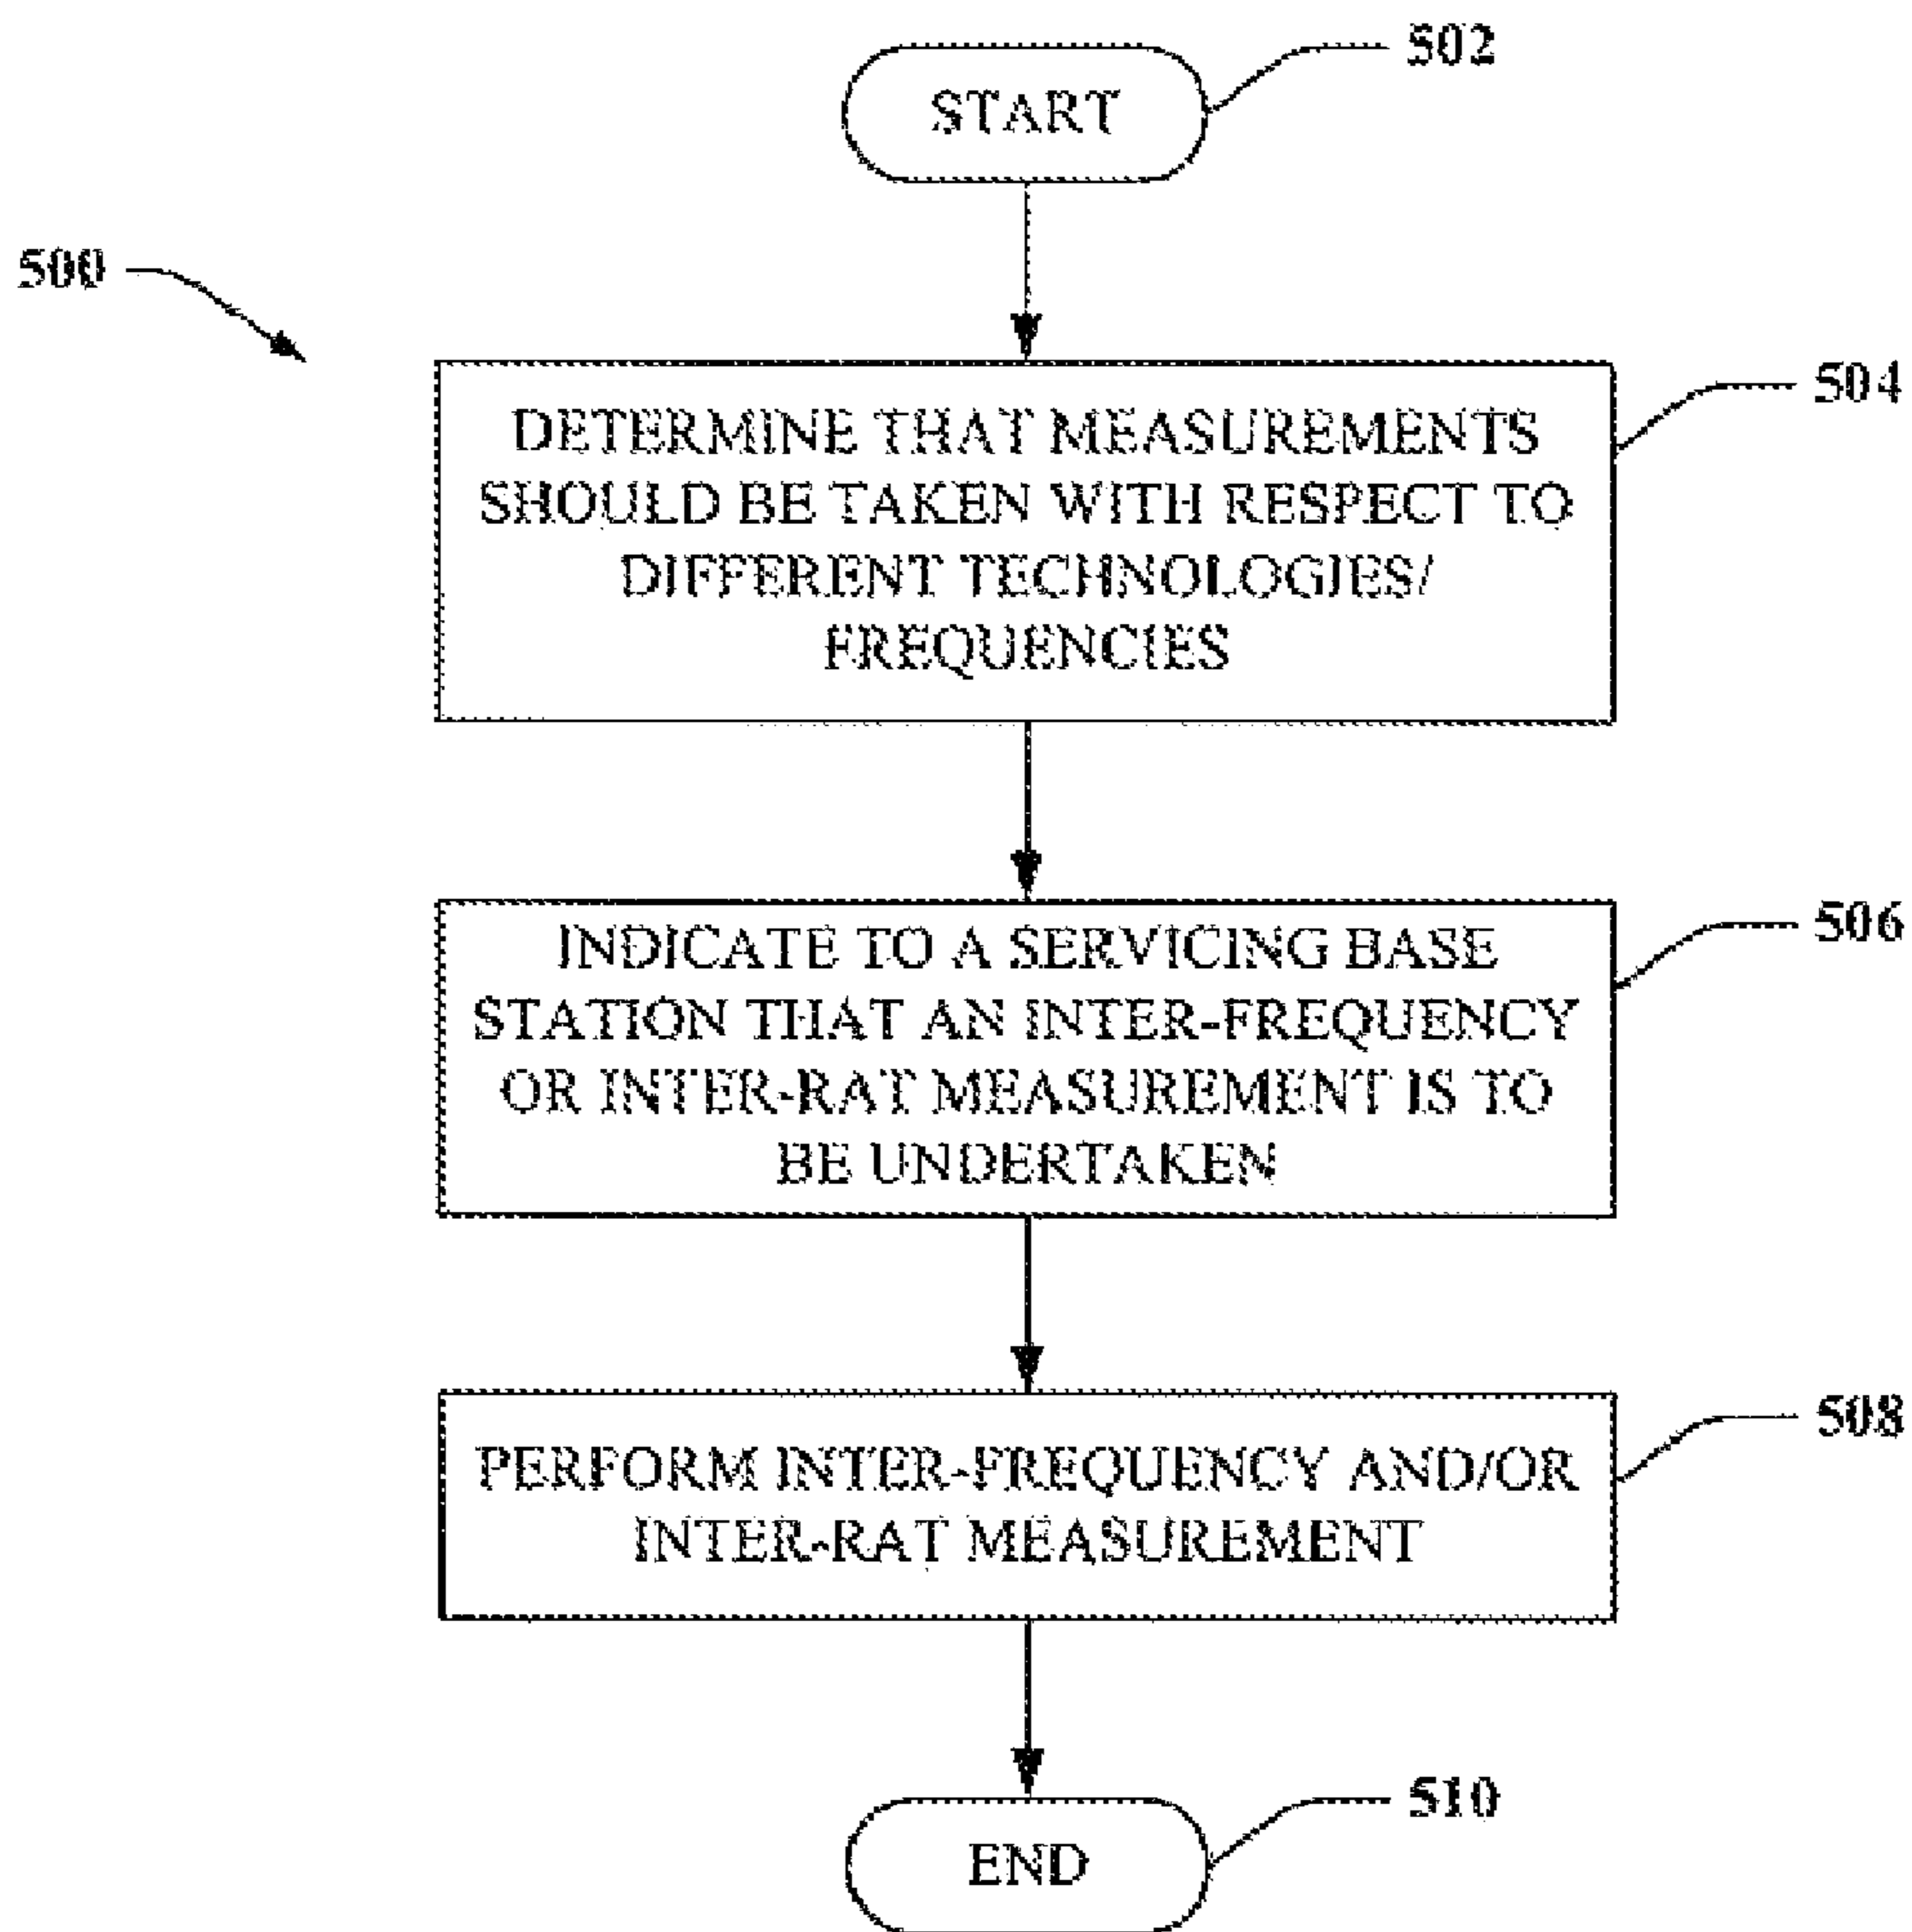 502
START
500
504
DETERMINE THAT MEASUREMENTS
SHOULD BE TAKEN WITH RESPECT TO
DIFFERENT TECHNOLOGIES/
FREQUENCIES
506
INDICATE TO A SERVICING BASE
STATION THAT AN INTER-FREQUENCY
OR INTER-RAT MEASUREMENT IS TO
BE UNDERTAKEN
508
PERFORM INTER-FREQUENCY AND/OR
INTER-RAT MEASUREMENT
510
END